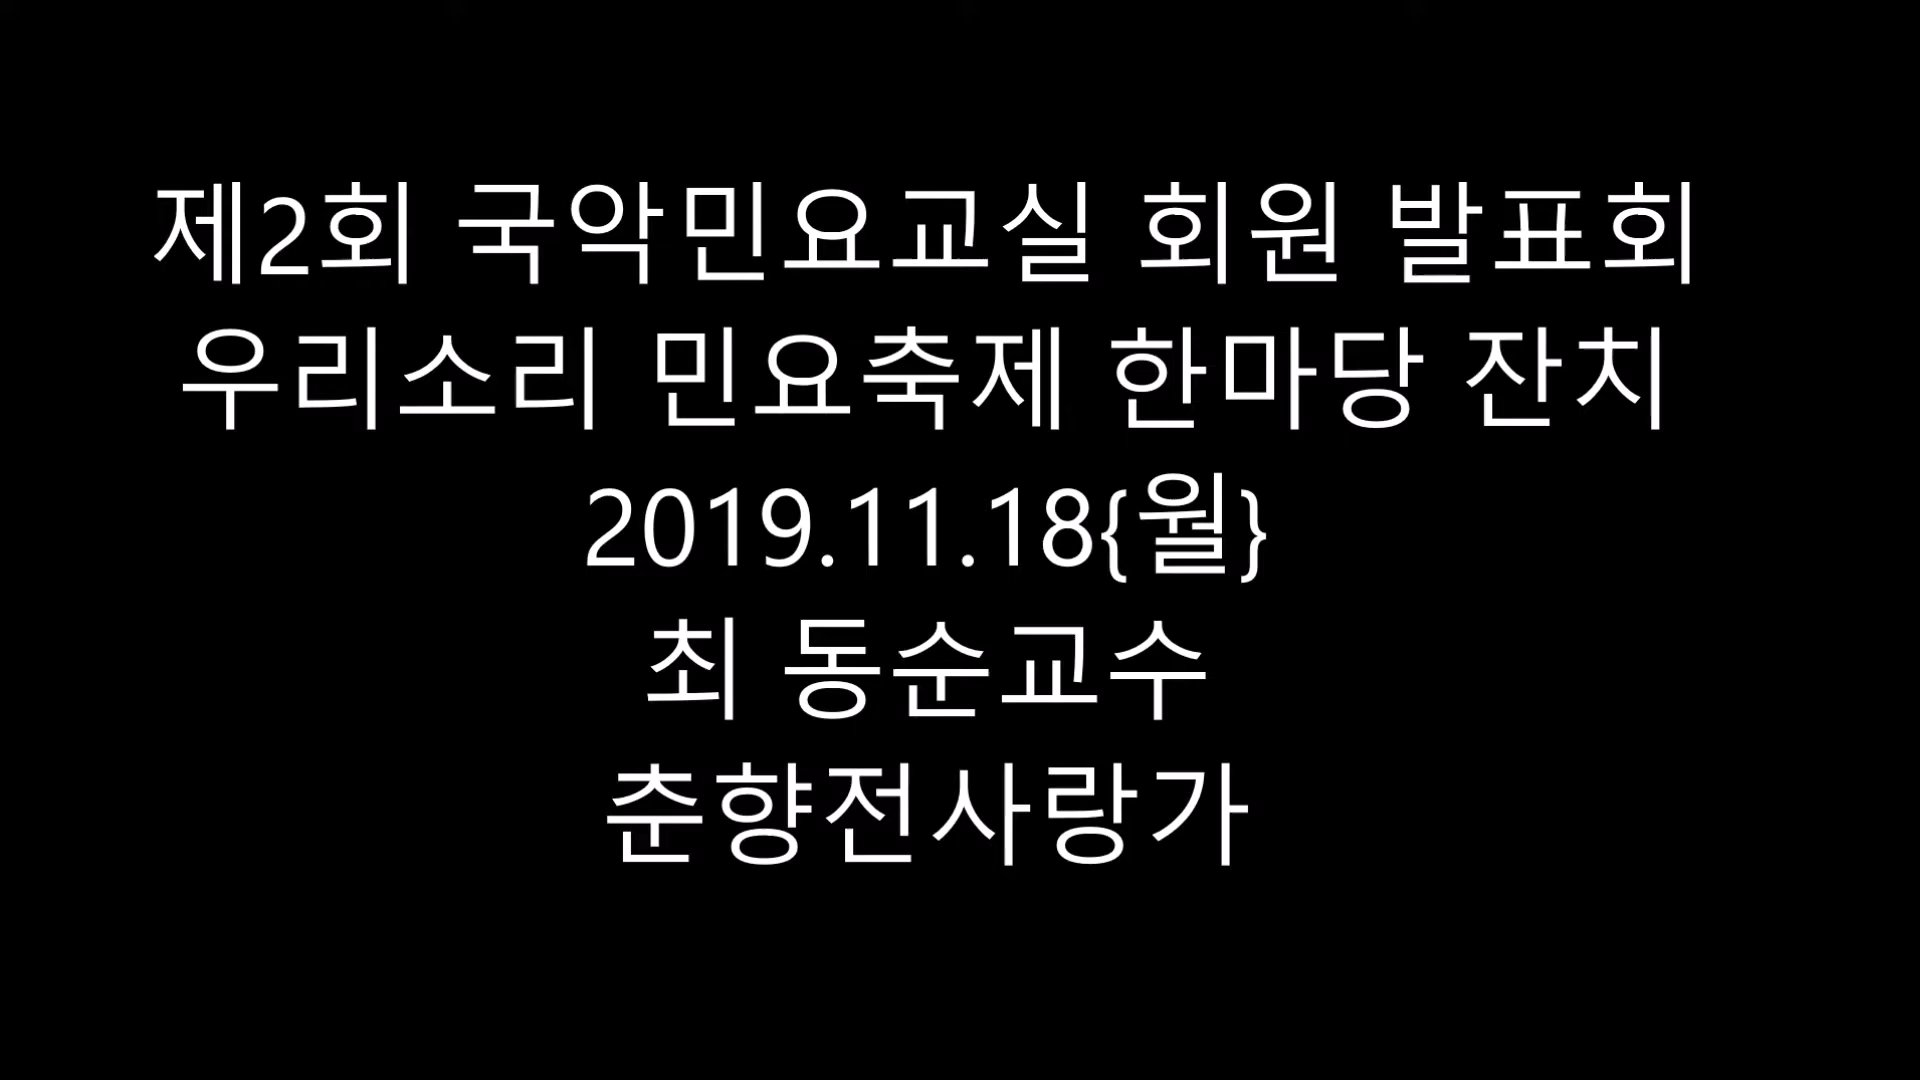 제2회 국악민요교실 회원 발표회
우리소리 민요축제 한마당 잔치
2019.11.18{월}
최 동순교수
춘향전사랑가